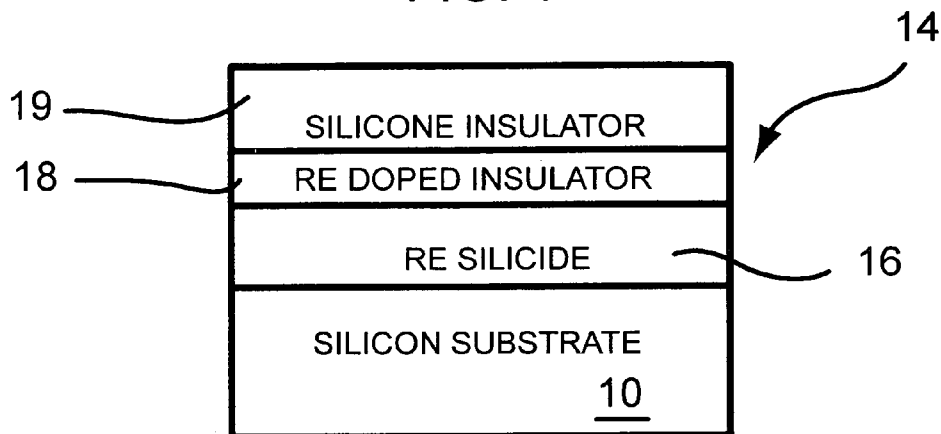 14
19
SILICONE INSULATOR
18
RE DOPED INSULATOR
RE SILICIDE
16
SILICON SUBSTRATE
10